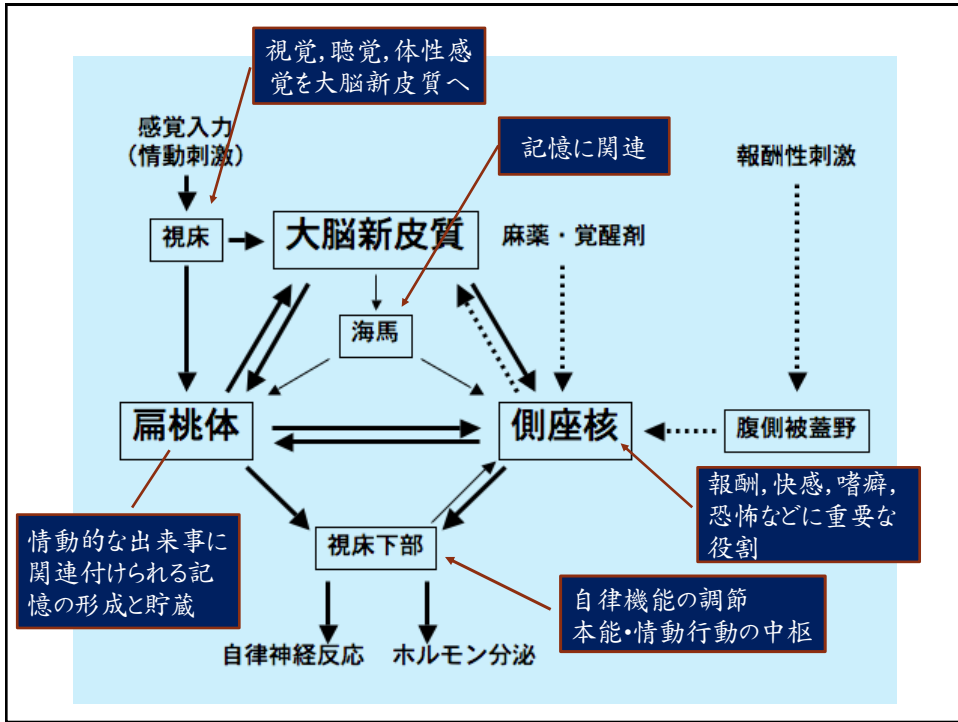 視覚,聴覚,体性感
覚を大脳新皮質へ
感覚入力
(情動刺激)
記憶に関連
報酬性刺激
視床
大脳新皮質
麻薬・覚醒剤
海馬
扁桃体
側座核
腹側被蓋野
報酬,快感,嗜癖,
恐怖などに重要な
役割
情動的な出来事に
関連付けられる記
憶の形成と貯蔵
視床下部
自律機能の調節
本能・情動行動の中枢
自律神経反応
ホルモン分泌